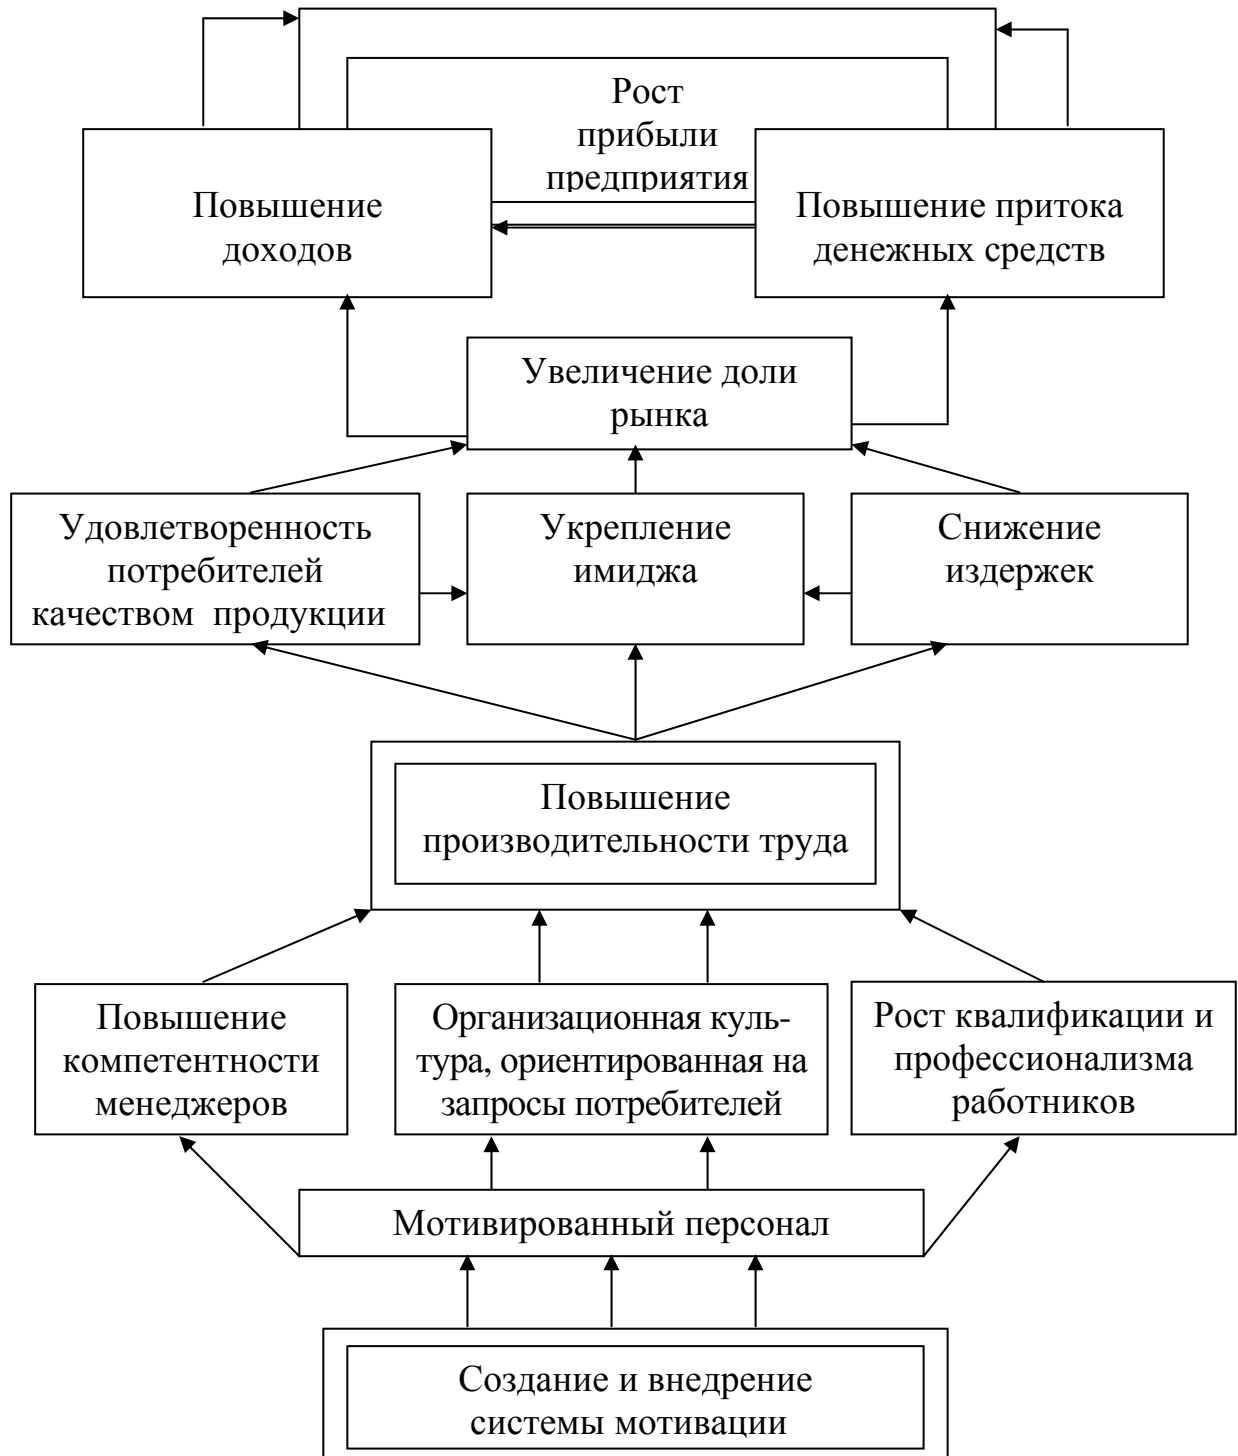 Рост
прибыли
предприятия
Повышение
доходов
Повышение притока
денежных средств
Увеличение доли
рынка
Удовлетворенность
потребителей
качеством продукции
Укрепление
имиджа
Снижение
издержек
Повышение
производительности труда
Повышение
компетентности
менеджеров
Организационная куль-
тура, ориентированная на
запросы потребителей
Рост квалификации и
профессионализма
работников
Мотивированный персонал
Создание и внедрение
системы мотивации